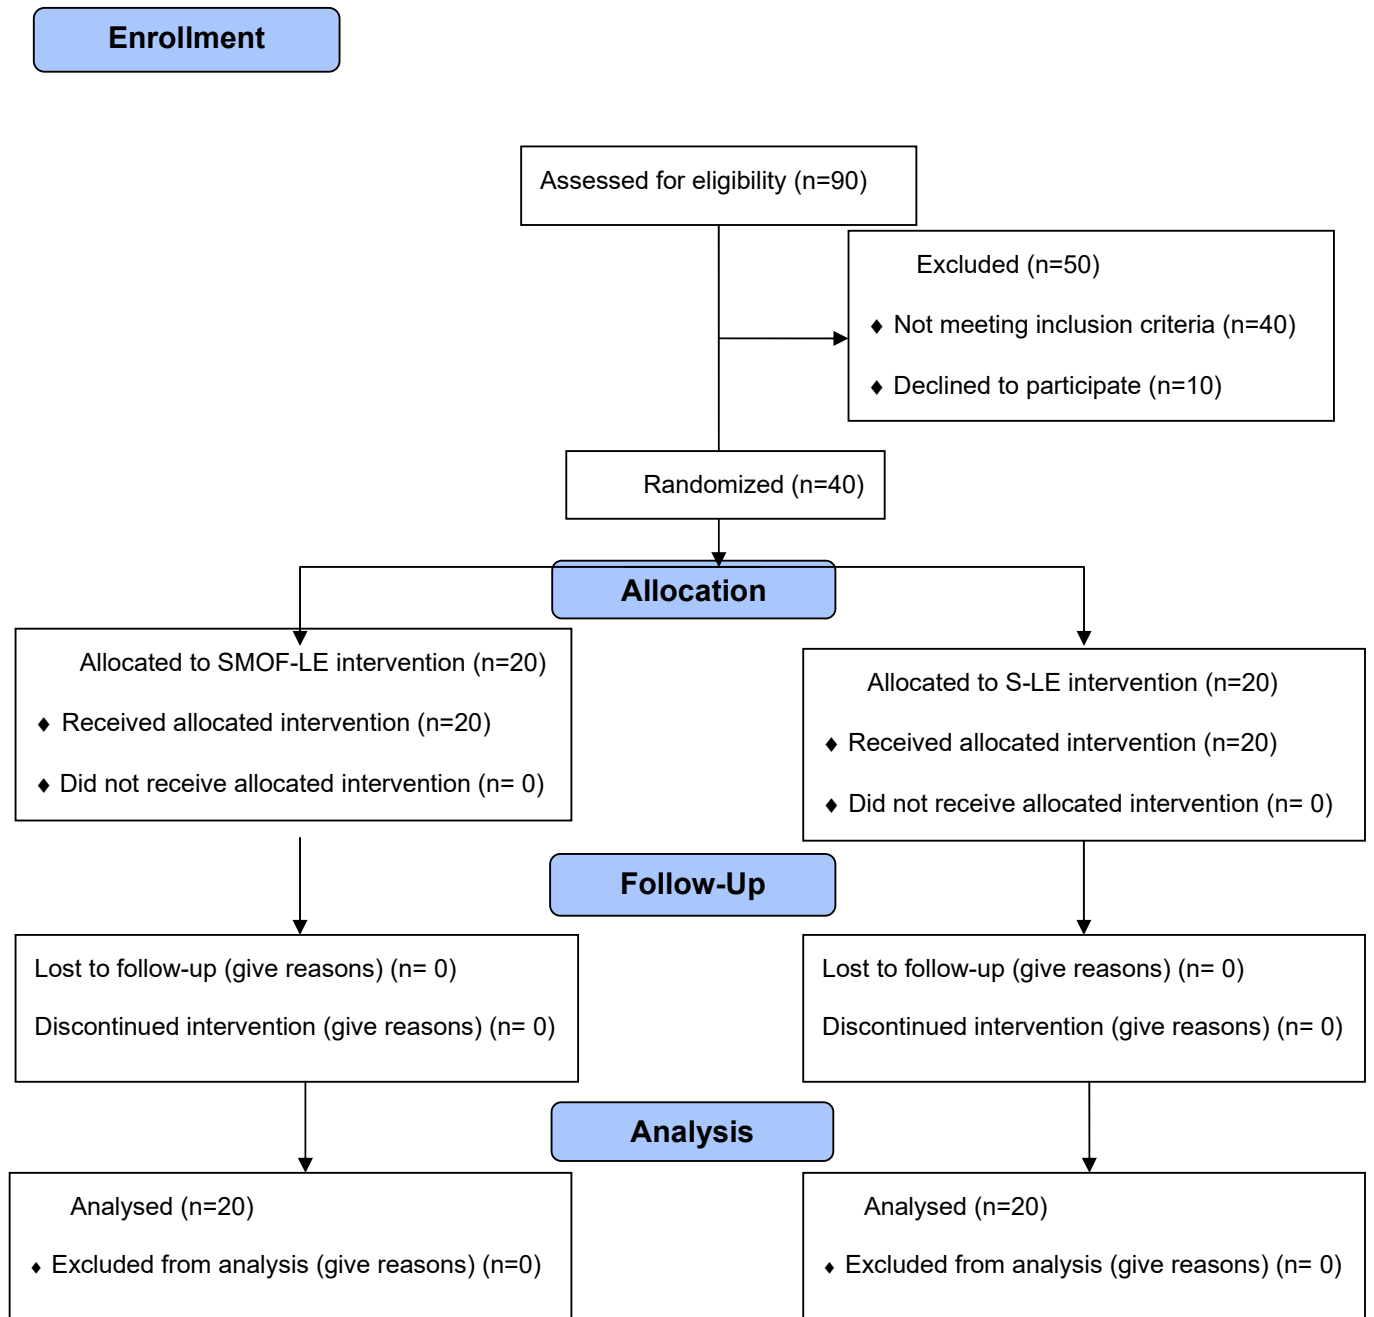 Enrollment
Assessed for eligibility (n=90)
Excluded (n=50)
♦ Not meeting inclusion criteria (n=40)
♦ Declined to participate (n=10)
Randomized (n=40)
Allocation
Allocated to SMOF-LE intervention (n=20)
♦ Received allocated intervention (n=20)
♦ Did not receive allocated intervention (n= 0)
Allocated to S-LE intervention (n=20)
♦ Received allocated intervention (n=20)
♦ Did not receive allocated intervention (n= 0)
Follow-Up
Lost to follow-up (give reasons) (n= 0)
Discontinued intervention (give reasons) (n= 0)
Lost to follow-up (give reasons) (n= 0)
Discontinued intervention (give reasons) (n= 0)
Analysis
Analysed (n=20)
♦ Excluded from analysis (give reasons) (n=0)
Analysed (n=20)
♦ Excluded from analysis (give reasons) (n= 0)